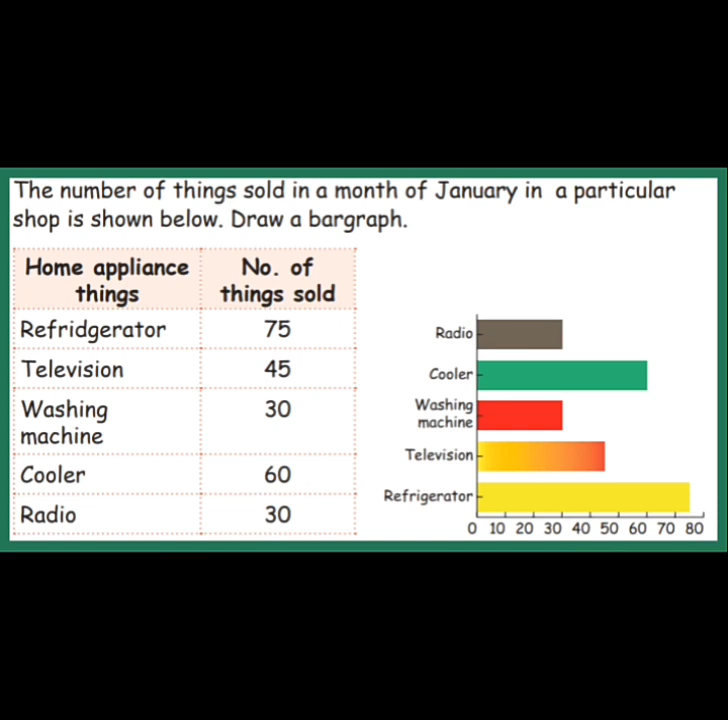 The number of things sold in a month of January in a particular
shop is shown below. Draw a bargraph.
Home appliance things No. of things sold
Refridgerator 75
Television 45
Washing machine 30
Cooler 60
Radio 30
Radio
Cooler
Washing
machine
Television
Refrigerator
0 10 20 30 40 50 60 70 80